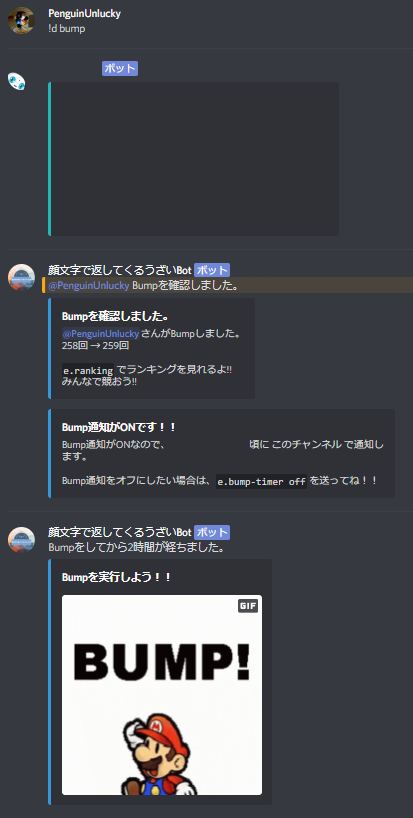 PenguinUnlucky
!d bump
ボット
顔文字で返してくるうざいBot ボット
@PenguinUnlucky Bumpを確認しました。
Bumpを確認しました。
@PenguinUnlucky さんがBumpしました。
258回 → 259回
e.ranking でランキングを見れるよ!!
みんなで競おう!!
Bump通知がONです！！
Bump通知がONなので、 頃に このチャンネル で通知し
ます。
Bump通知をオフにしたい場合は、e.bump-timer off を送ってね！！
顔文字で返してくるうざいBot ボット
Bumpをしてから2時間が経ちました。
Bumpを実行しよう！！
GIF
BUMP!